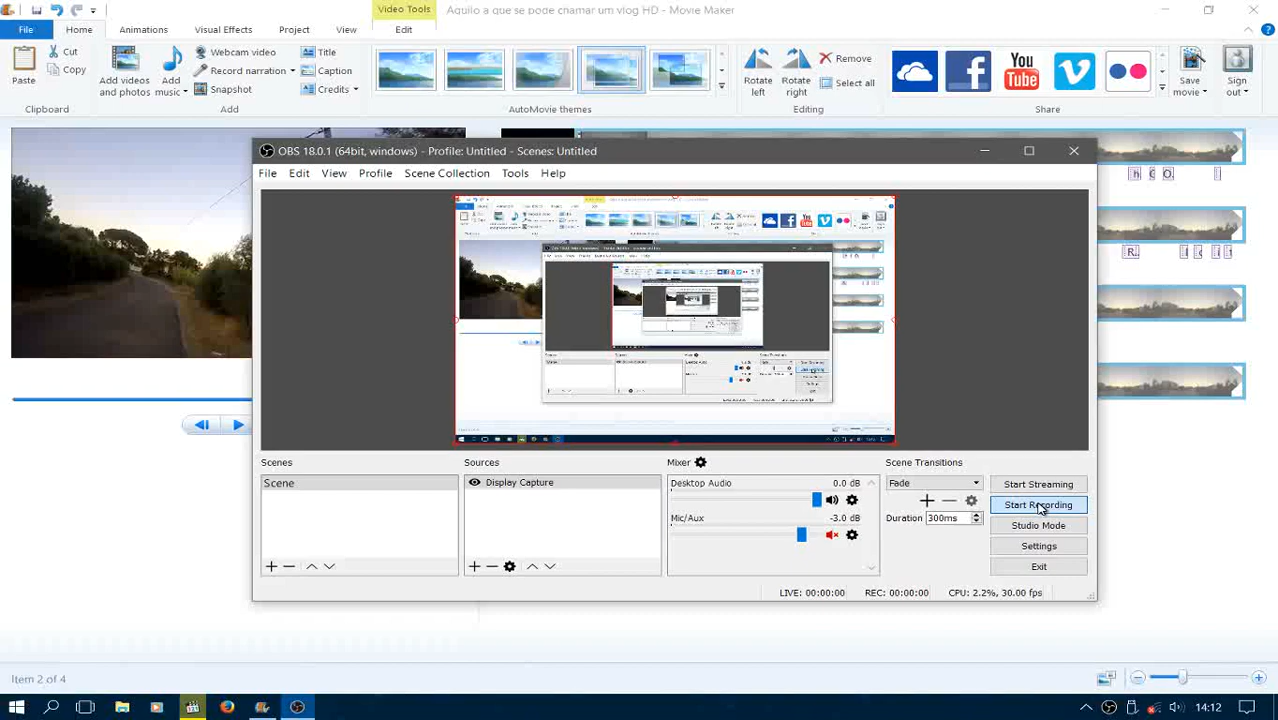 Video Tools
Aquilo a que se pode chamar um vlog HD - Movie Maker
File
Home
Animations
Visual Effects
Project
View
Edit
Paste
Cut
Copy
Clipboard
Add videos
and photos
Add
music
Webcam video
Record narration
Snapshot
Title
Caption
Credits
Add
AutoMovie themes
Rotate
left
Rotate
right
Remove
Select all
Editing
You
Tube
Share
Save
movie
Sign
out
OBS 18.0.1 (64bit, windows) - Profile: Untitled - Scenes: Untitled
File Edit View Profile Scene Collection Tools Help
R..
Scenes
Scene
Sources
Display Capture
Mixer
Desktop Audio 0.0 dB
Mic/Aux -3.0 dB
Scene Transitions
Fade
Duration 300ms
Start Streaming
Start Recording
Studio Mode
Settings
Exit
LIVE: 00:00:00
REC: 00:00:00
CPU: 2.2%, 30.00 fps
Item 2 of 4
14:12